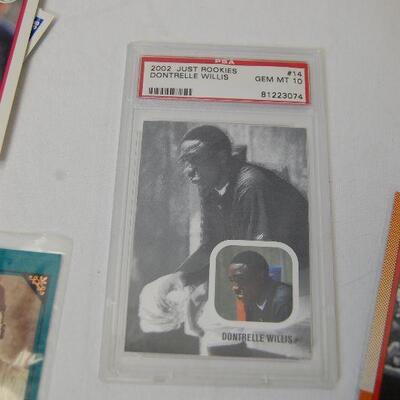 PSA
2002 JUST ROOKIES #14
DONTRELLE WILLIS GEM MT 10
81223074
DONTRELLE WILLIS